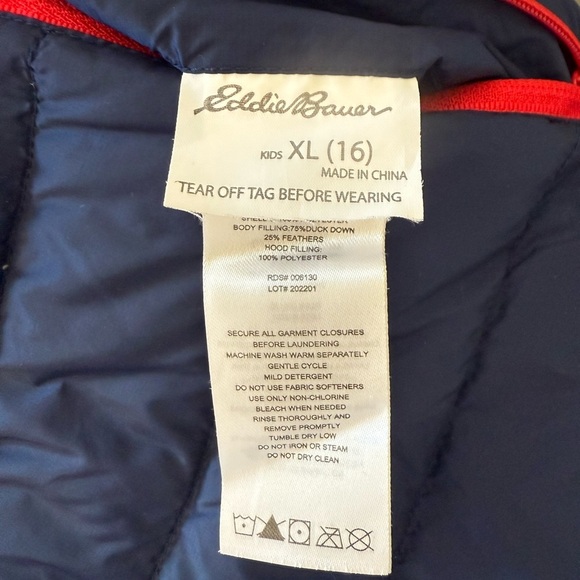 Eddie Bauer
KIDS XL (16)
MADE IN CHINA
TEAR OFF TAG BEFORE WEARING
SHELL: 100% POLYESTER
BODY FILLING:75%DUCK DOWN
25% FEATHERS
HOOD FILLING:
100% POLYESTER
RDS# 006130
LOT# 202201
SECURE ALL GARMENT CLOSURES
BEFORE LAUNDERING
MACHINE WASH WARM SEPARATELY
GENTLE CYCLE
MILD DETERGENT
DO NOT USE FABRIC SOFTENERS
USE ONLY NON-CHLORINE
BLEACH WHEN NEEDED
RINSE THOROUGHLY AND
REMOVE PROMPTLY
TUMBLE DRY LOW
DO NOT IRON OR STEAM
DO NOT DRY CLEAN